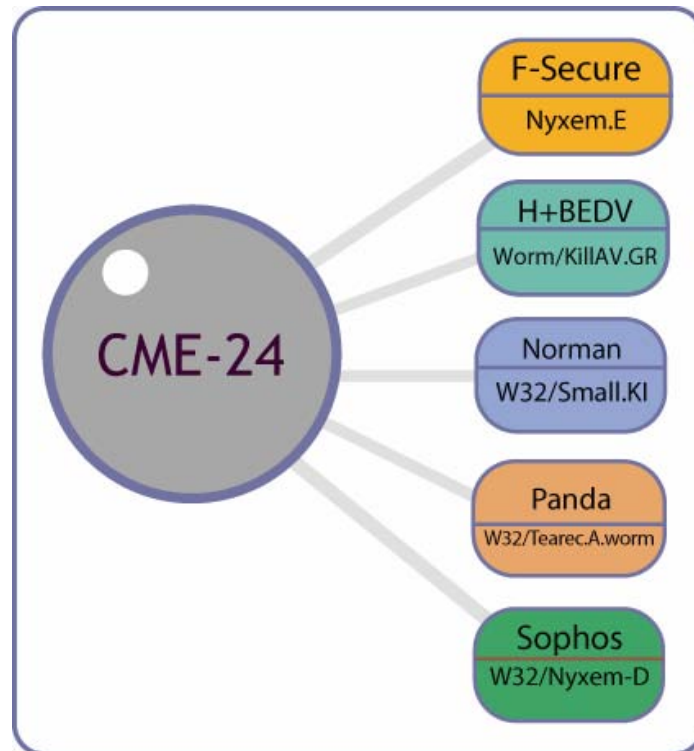 F-Secure
Nyxem.E
H+BEDV
Worm/KillAV.GR
CME-24
Norman
W32/Small.KI
Panda
W32/Tearec.A.worm
Sophos
W32/Nyxem-D